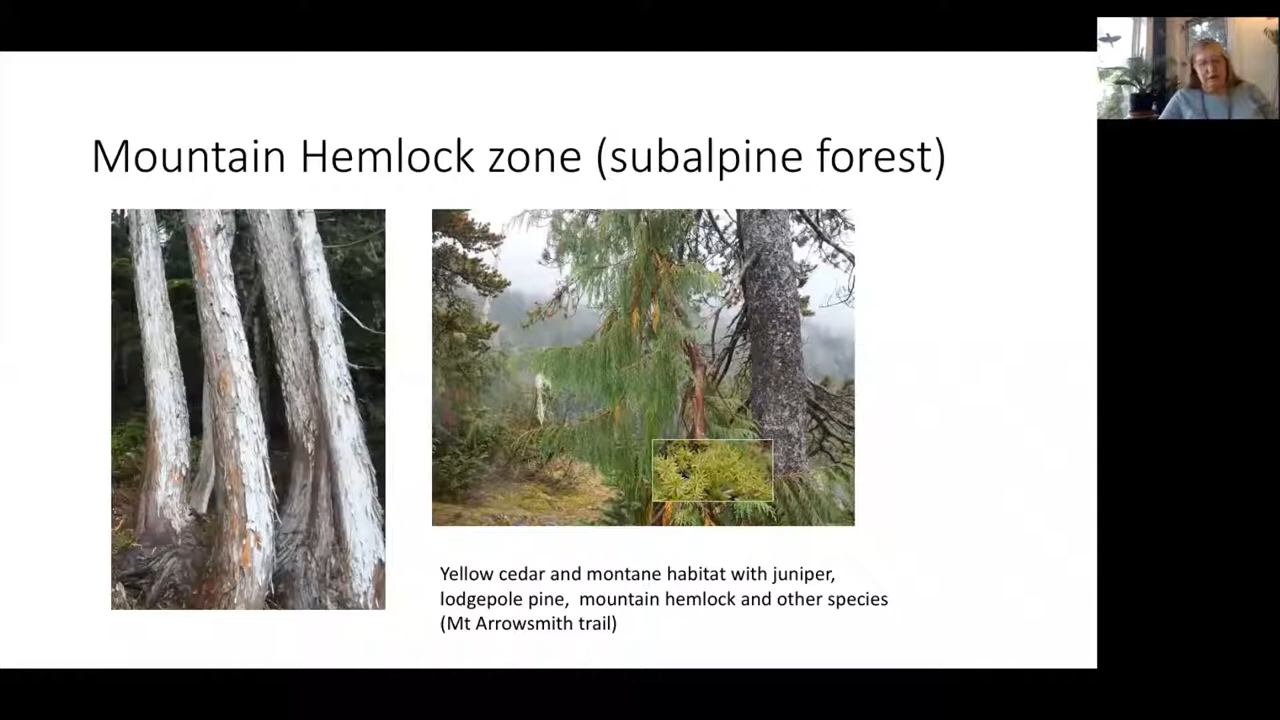 Mountain Hemlock zone (subalpine forest)
Yellow cedar and montane habitat with juniper,
lodgepole pine, mountain hemlock and other species
(Mt Arrowsmith trail)